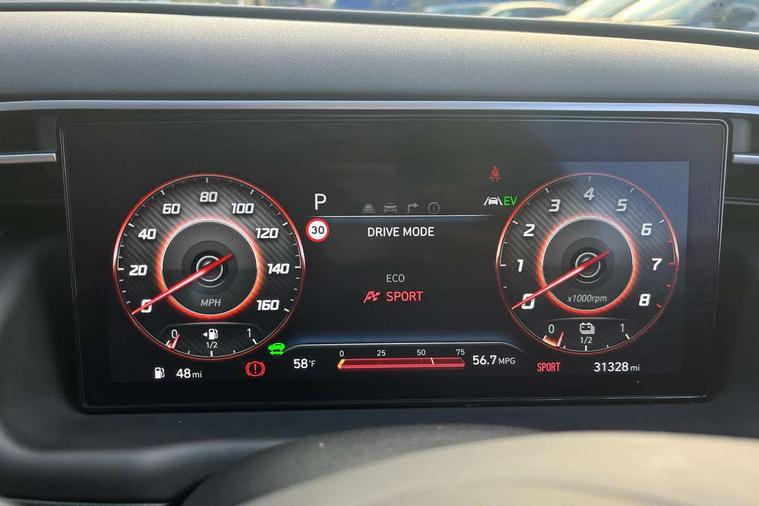 P
EV
30
DRIVE MODE
ECO
SPORT
0
20
40
60
80
100
120
140
160
MPH
0
1/2
1
0
1
2
3
4
5
6
7
8
x1000rpm
0
1/2
1
48 mi
58°F
0 25 50 75
56.7 MPG
SPORT
31328 mi